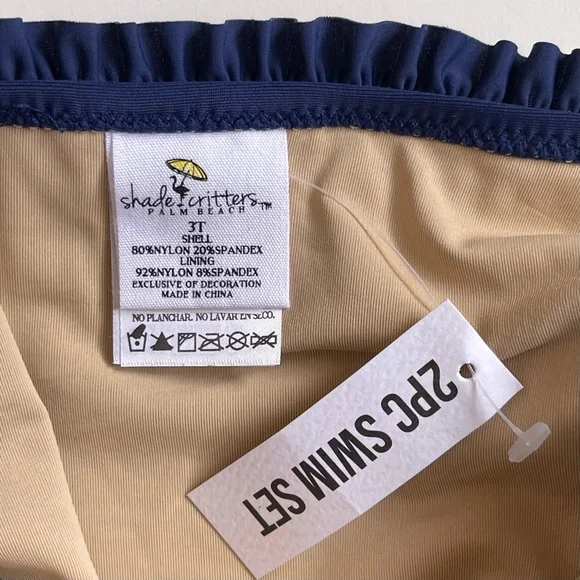 shade critters™
PALM BEACH
3T
SHELL
80%NYLON 20%SPANDEX
LINING
92%NYLON 8%SPANDEX
EXCLUSIVE OF DECORATION
MADE IN CHINA
NO PLANCHAR. NO LAVAR EN SECO.
2PC SWIM SET